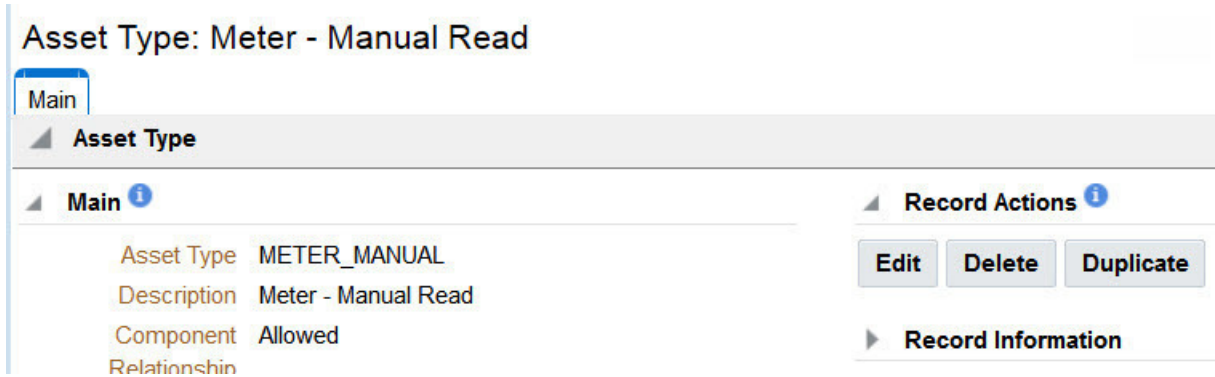 Asset Type: Meter - Manual Read
Main
Asset Type
Main
Record Actions
Asset Type METER_MANUAL
Edit Delete Duplicate
Description Meter - Manual Read
Component Allowed
Relationship
Record Information